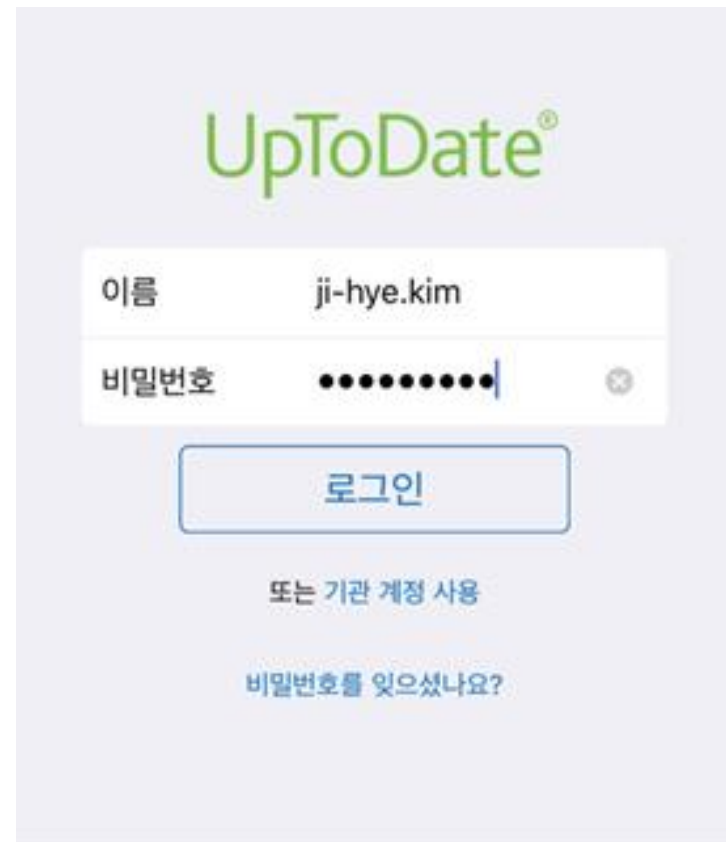 UpToDate®
이름 ji-hye.kim
비밀번호 •••••••••
로그인
또는 기관 계정 사용
비밀번호를 잊으셨나요?